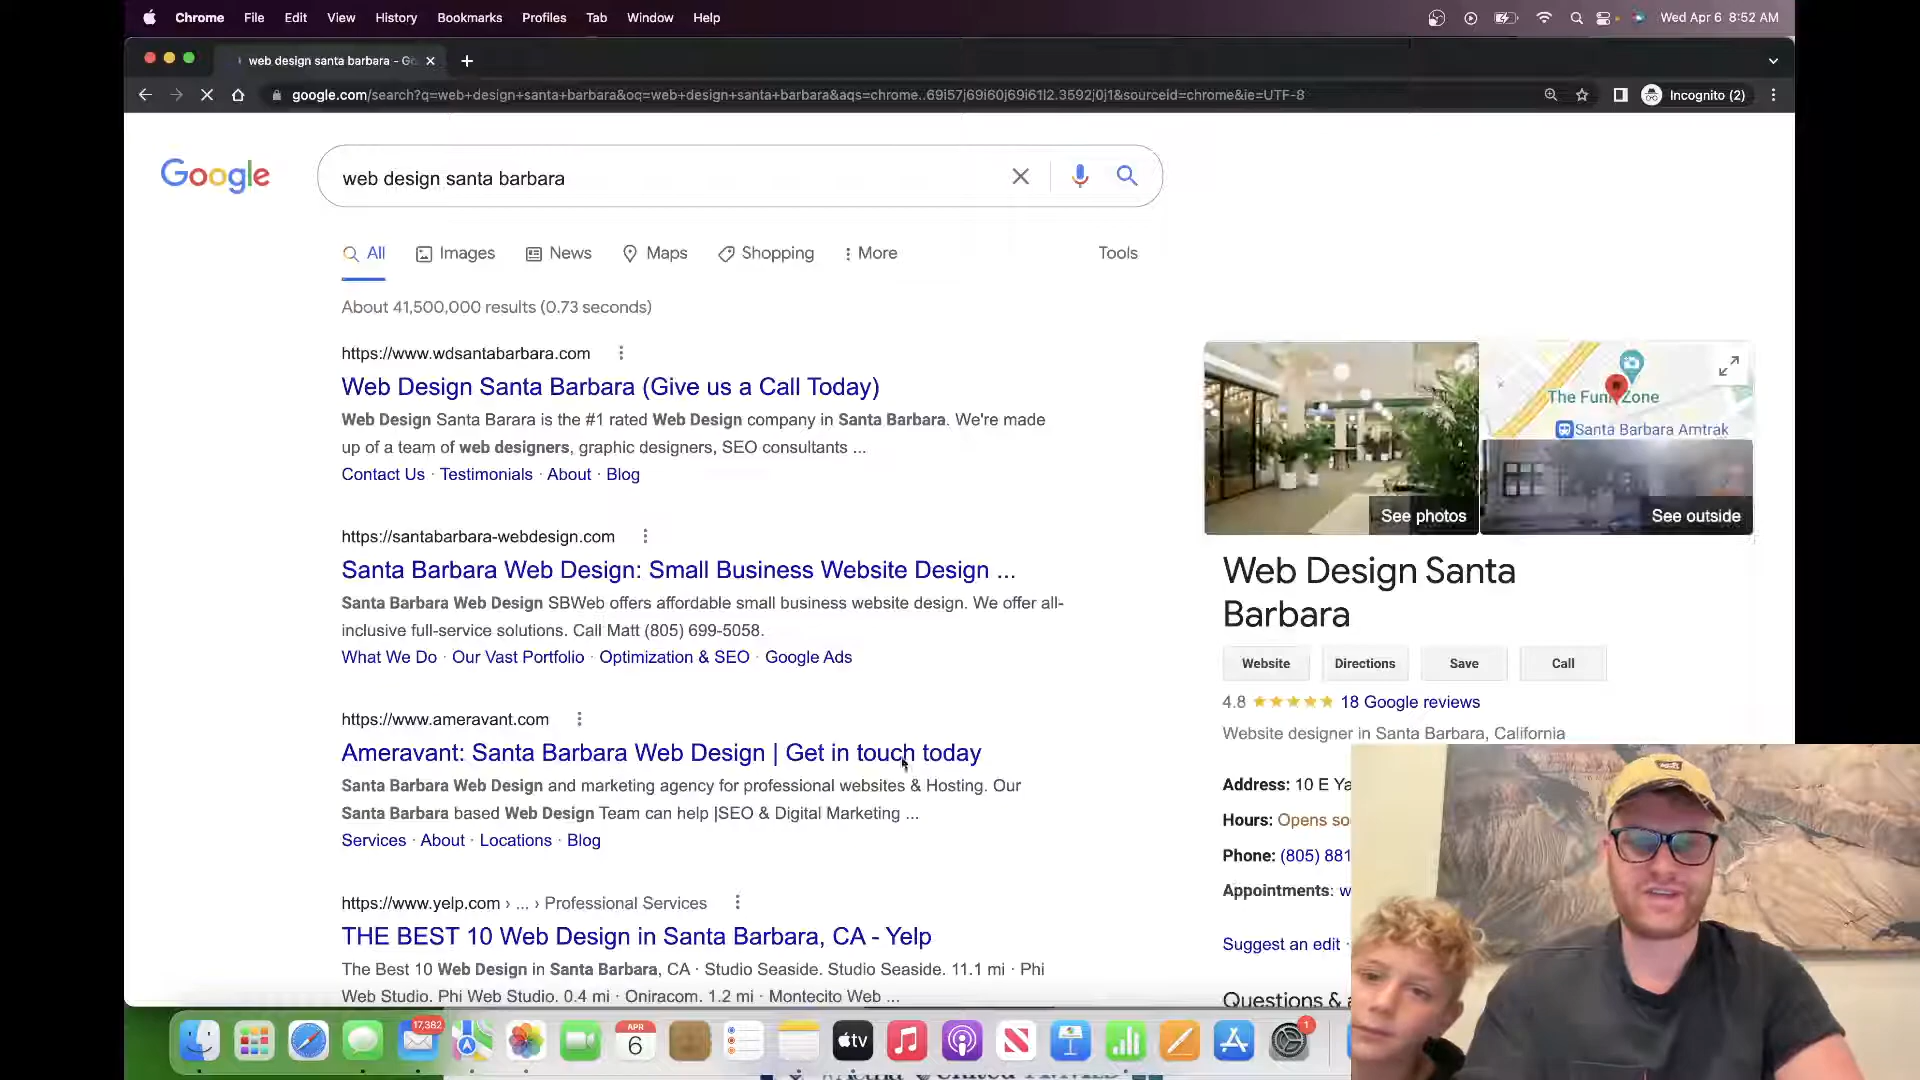 Chrome File Edit View History Bookmarks Profiles Tab Window Help Wed Apr 6 8:52 AM
web design santa barbara - Go
google.com/search?q=web+design+santa+barbara&oq=web+design+santa+barbara&aqs=chrome..69i57j69i60j69i61l2.3592j0j1&sourceid=chrome&ie=UTF-8 Incognito (2)
Google web design santa barbara
All Images News Maps Shopping More Tools
About 41,500,000 results (0.73 seconds)
https://www.wdsantabarbara.com
Web Design Santa Barbara (Give us a Call Today)
Web Design Santa Barara is the #1 rated Web Design company in Santa Barbara. We're made
up of a team of web designers, graphic designers, SEO consultants ...
Contact Us · Testimonials · About · Blog
https://santabarbara-webdesign.com
Santa Barbara Web Design: Small Business Website Design ...
Santa Barbara Web Design SBWeb offers affordable small business website design. We offer all-
inclusive full-service solutions. Call Matt (805) 699-5058.
What We Do · Our Vast Portfolio · Optimization & SEO · Google Ads
https://www.ameravant.com
Ameravant: Santa Barbara Web Design | Get in touch today
Santa Barbara Web Design and marketing agency for professional websites & Hosting. Our
Santa Barbara based Web Design Team can help |SEO & Digital Marketing ...
Services · About · Locations · Blog
https://www.yelp.com › ... › Professional Services
THE BEST 10 Web Design in Santa Barbara, CA - Yelp
The Best 10 Web Design in Santa Barbara, CA · Studio Seaside. Studio Seaside. 11.1 mi · Phi
Web Studio. Phi Web Studio. 0.4 mi · Oniracom. 1.2 mi · Montecito Web ...
The Funk Zone
Santa Barbara Amtrak
See photos See outside
Web Design Santa
Barbara
Website Directions Save Call
4.8 18 Google reviews
Website designer in Santa Barbara, California
Address: 10 E Ya
Hours: Opens so
Phone: (805) 881
Appointments: w
Suggest an edit ·
Questions & a
17,382
APR
6
tv
1